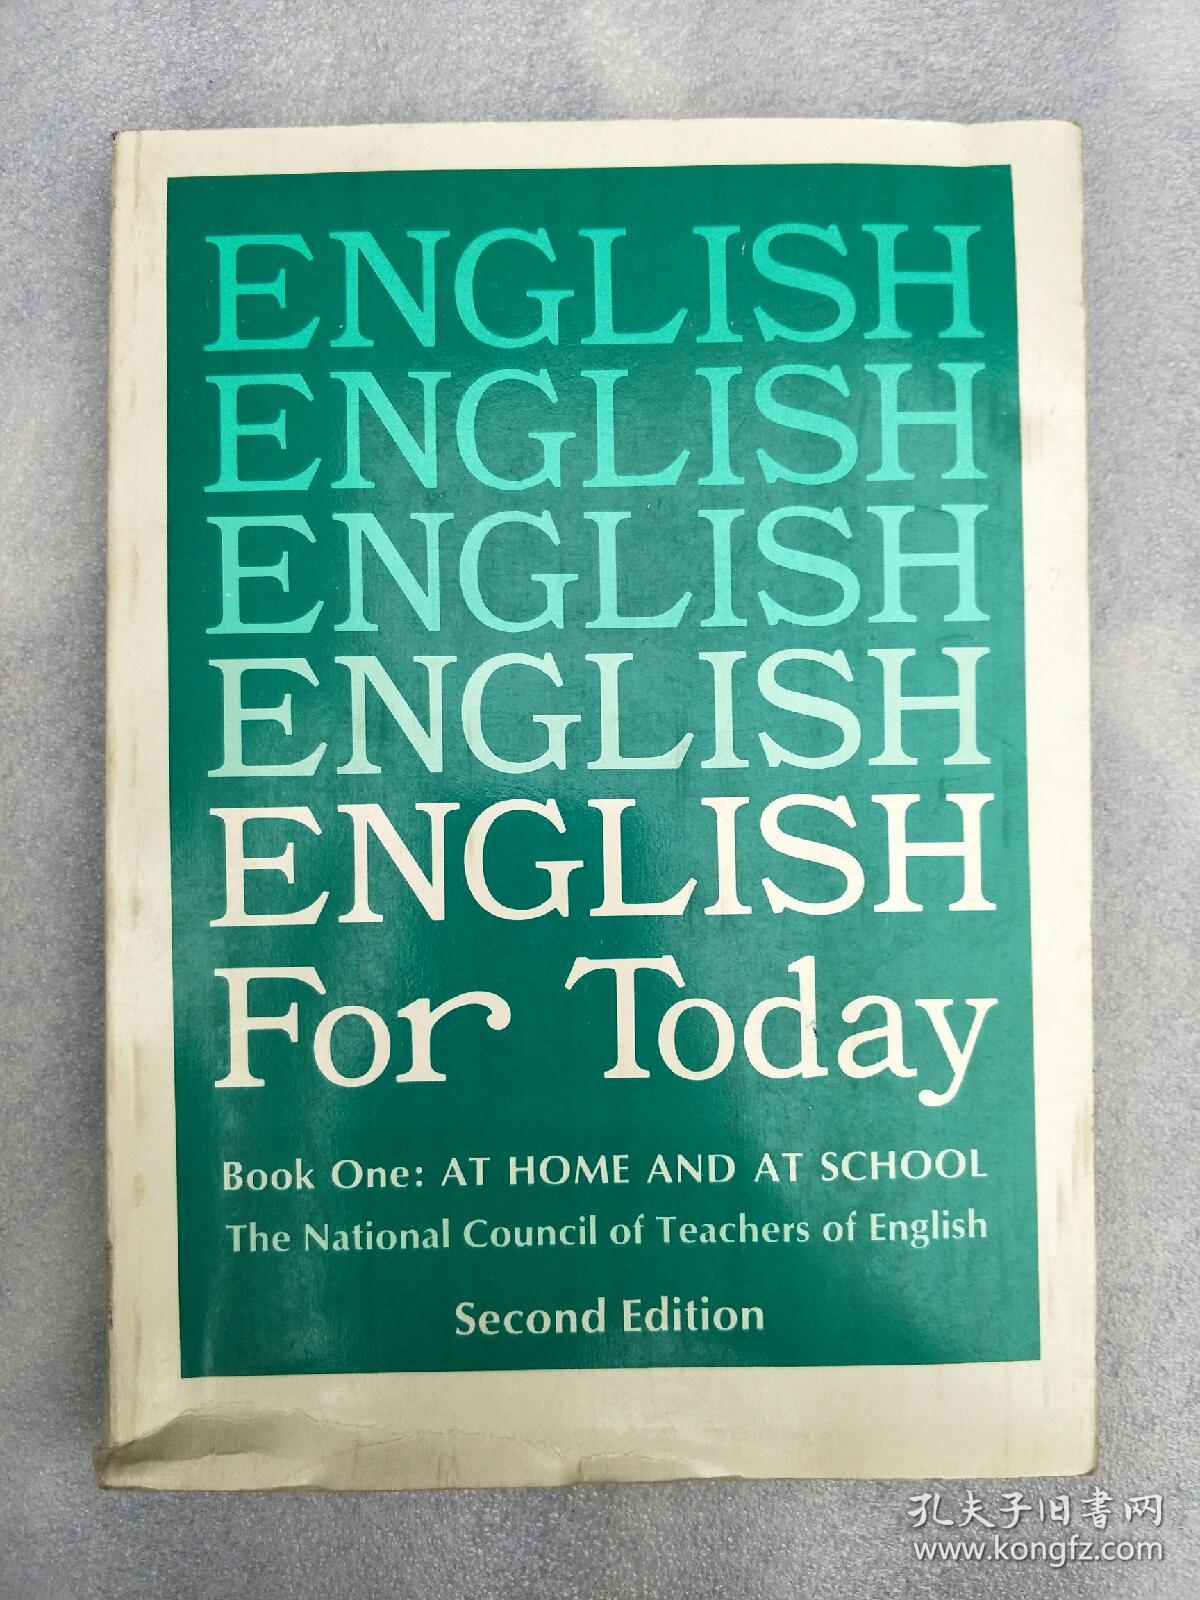 ENGLISH
ENGLISH
ENGLISH
ENGLISH
ENGLISH
For Today
Book One: AT HOME AND AT SCHOOL
The National Council of Teachers of English
Second Edition
孔夫子旧书网
www.kongfz.com